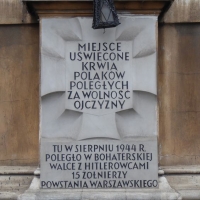 MIEJSCE
UŚWIĘCONE
KRWIĄ
POLAKÓW
POLEGŁYCH
ZA WOLNOŚĆ
OJCZYZNY
TU W SIERPNIU 1944 R.
POLEGŁO W BOHATERSKIEJ
WALCE Z HITLEROWCAMI
15 ŻOŁNIERZY
POWSTANIA WARSZAWSKIEGO